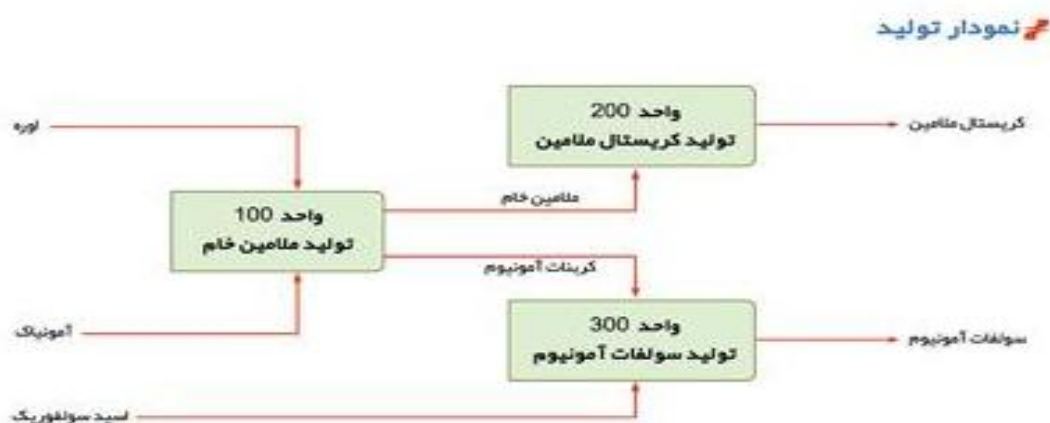 نمودار تولید
واحد 200
تولید کریستال ملامین
کریستال ملامین
اوره
ملامین خام
واحد 100
تولید ملامین خام
کربنات آمونیوم
آمونیاک
واحد 300
تولید سولفات آمونیوم
سولفات آمونیوم
اسید سولفوریک